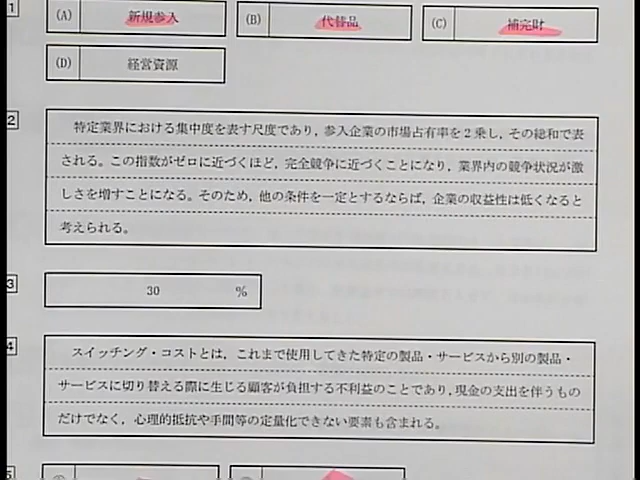 1
(A) 新規参入 (B) 代替品 (C) 補完財
(D) 経営資源
2
特定業界における集中度を表す尺度であり，参入企業の市場占有率を２乗し，その総和で表
される。この指数がゼロに近づくほど，完全競争に近づくことになり，業界内の競争状況が激
しさを増すことになる。そのため，他の条件を一定とするならば，企業の収益性は低くなると
考えられる。
3
30 %
4
スイッチング・コストとは，これまで使用してきた特定の製品・サービスから別の製品・
サービスに切り替える際に生じる顧客が負担する不利益のことであり，現金の支出を伴うもの
だけでなく，心理的抵抗や手間等の定量化できない要素も含まれる。
5